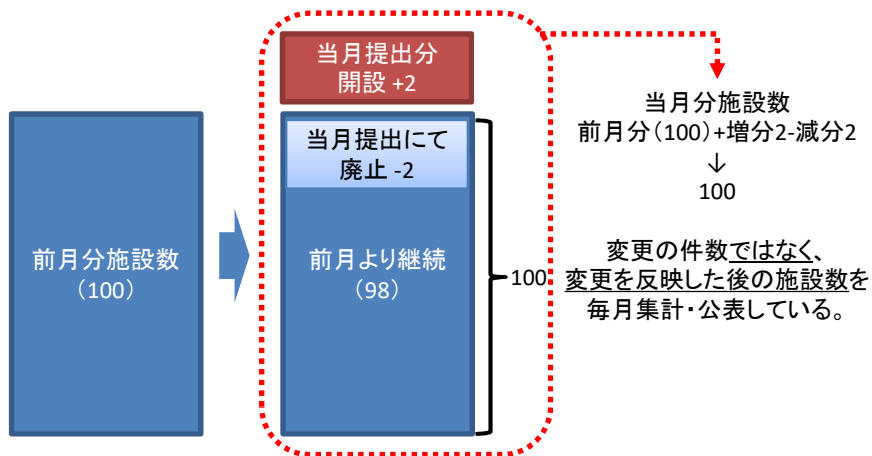 前月分施設数
（100）
当月提出分
開設 +2
当月提出にて
廃止 -2
前月より継続
（98）
100
当月分施設数
前月分（100）+増分2-減分2
↓
100
変更の件数ではなく、
変更を反映した後の施設数を
毎月集計・公表している。